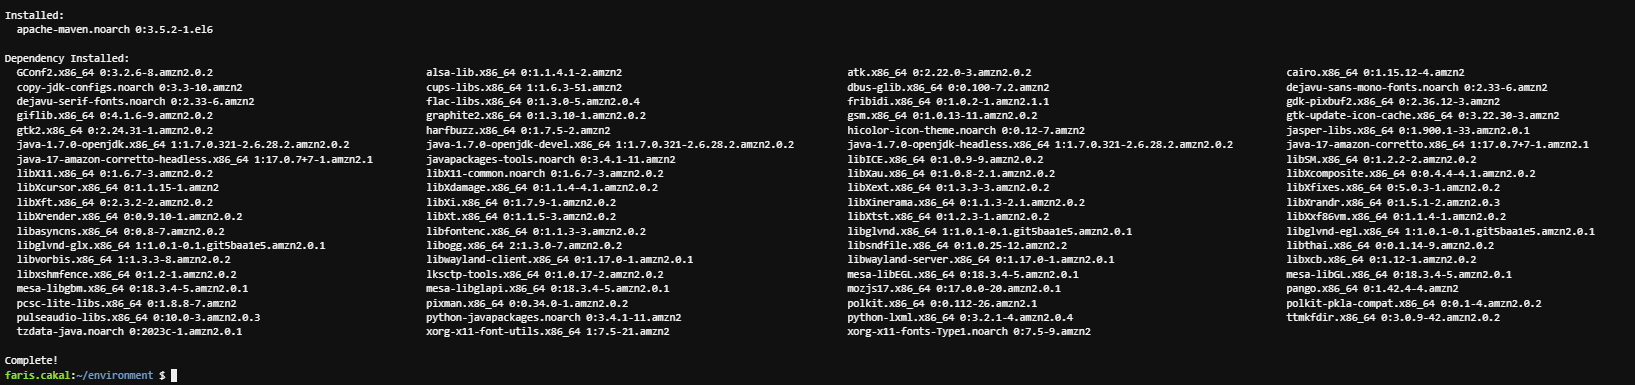 Installed:
apache-maven.noarch 0:3.5.2-1.el6
Dependency Installed:
GConf2.x86_64 0:3.2.6-8.amzn2.0.2 alsa-lib.x86_64 0:1.1.4.1-2.amzn2 atk.x86_64 0:2.22.0-3.amzn2.0.2 cairo.x86_64 0:1.15.12-4.amzn2
copy-jdk-configs.noarch 0:3.3-10.amzn2 cups-libs.x86_64 1:1.6.3-51.amzn2 dbus-glib.x86_64 0:0.100-7.2.amzn2 dejavu-sans-mono-fonts.noarch 0:2.33-6.amzn2
dejavu-serif-fonts.noarch 0:2.33-6.amzn2 flac-libs.x86_64 0:1.3.0-5.amzn2.0.4 fribidi.x86_64 0:1.0.2-1.amzn2.1.1 gdk-pixbuf2.x86_64 0:2.36.12-3.amzn2
giflib.x86_64 0:4.1.6-9.amzn2.0.2 graphite2.x86_64 0:1.3.10-1.amzn2.0.2 gsm.x86_64 0:1.0.13-11.amzn2.0.2 gtk-update-icon-cache.x86_64 0:3.22.30-3.amzn2
gtk2.x86_64 0:2.24.31-1.amzn2.0.2 harfbuzz.x86_64 0:1.7.5-2.amzn2 hicolor-icon-theme.noarch 0:0.12-7.amzn2 jasper-libs.x86_64 0:1.900.1-33.amzn2.0.1
java-1.7.0-openjdk.x86_64 1:1.7.0.321-2.6.28.2.amzn2.0.2 java-1.7.0-openjdk-devel.x86_64 1:1.7.0.321-2.6.28.2.amzn2.0.2 java-1.7.0-openjdk-headless.x86_64 1:1.7.0.321-2.6.28.2.amzn2.0.2 java-17-amazon-corretto.x86_64 1:17.0.7+7-1.amzn2.1
java-17-amazon-corretto-headless.x86_64 1:17.0.7+7-1.amzn2.1 javapackages-tools.noarch 0:3.4.1-11.amzn2 libICE.x86_64 0:1.0.9-9.amzn2.0.2 libSM.x86_64 0:1.2.2-2.amzn2.0.2
libX11.x86_64 0:1.6.7-3.amzn2.0.2 libX11-common.noarch 0:1.6.7-3.amzn2.0.2 libXau.x86_64 0:1.0.8-2.1.amzn2.0.2 libXcomposite.x86_64 0:0.4.4-4.1.amzn2.0.2
libXcursor.x86_64 0:1.1.15-1.amzn2 libXdamage.x86_64 0:1.1.4-4.1.amzn2.0.2 libXext.x86_64 0:1.3.3-3.amzn2.0.2 libXfixes.x86_64 0:5.0.3-1.amzn2.0.2
libXft.x86_64 0:2.3.2-2.amzn2.0.2 libXi.x86_64 0:1.7.9-1.amzn2.0.2 libXinerama.x86_64 0:1.1.3-2.1.amzn2.0.2 libXrandr.x86_64 0:1.5.1-2.amzn2.0.3
libXrender.x86_64 0:0.9.10-1.amzn2.0.2 libXt.x86_64 0:1.1.5-3.amzn2.0.2 libXtst.x86_64 0:1.2.3-1.amzn2.0.2 libXxf86vm.x86_64 0:1.1.4-1.amzn2.0.2
libasyncns.x86_64 0:0.8-7.amzn2.0.2 libfontenc.x86_64 0:1.1.3-3.amzn2.0.2 libglvnd.x86_64 1:1.0.1-0.1.git5baa1e5.amzn2.0.1 libglvnd-egl.x86_64 1:1.0.1-0.1.git5baa1e5.amzn2.0.1
libglvnd-glx.x86_64 1:1.0.1-0.1.git5baa1e5.amzn2.0.1 libogg.x86_64 2:1.3.0-7.amzn2.0.2 libsndfile.x86_64 0:1.0.25-12.amzn2.2 libthai.x86_64 0:0.1.14-9.amzn2.0.2
libvorbis.x86_64 1:1.3.3-8.amzn2.0.2 libwayland-client.x86_64 0:1.17.0-1.amzn2.0.1 libwayland-server.x86_64 0:1.17.0-1.amzn2.0.1 libxcb.x86_64 0:1.12-1.amzn2.0.2
libxshmfence.x86_64 0:1.2-1.amzn2.0.2 lksctp-tools.x86_64 0:1.0.17-2.amzn2.0.2 mesa-libEGL.x86_64 0:18.3.4-5.amzn2.0.1 mesa-libGL.x86_64 0:18.3.4-5.amzn2.0.1
mesa-libgbm.x86_64 0:18.3.4-5.amzn2.0.1 mesa-libglapi.x86_64 0:18.3.4-5.amzn2.0.1 mozjs17.x86_64 0:17.0.0-20.amzn2.0.1 pango.x86_64 0:1.42.4-4.amzn2
pcsc-lite-libs.x86_64 0:1.8.8-7.amzn2 pixman.x86_64 0:0.34.0-1.amzn2.0.2 polkit.x86_64 0:0.112-26.amzn2.1 polkit-pkla-compat.x86_64 0:0.1-4.amzn2.0.2
pulseaudio-libs.x86_64 0:10.0-3.amzn2.0.3 python-javapackages.noarch 0:3.4.1-11.amzn2 python-lxml.x86_64 0:3.2.1-4.amzn2.0.4 ttmkfdir.x86_64 0:3.0.9-42.amzn2.0.2
tzdata-java.noarch 0:2023c-1.amzn2.0.1 xorg-x11-font-utils.x86_64 1:7.5-21.amzn2 xorg-x11-fonts-Type1.noarch 0:7.5-9.amzn2
Complete!
faris.cakal:~/environment $